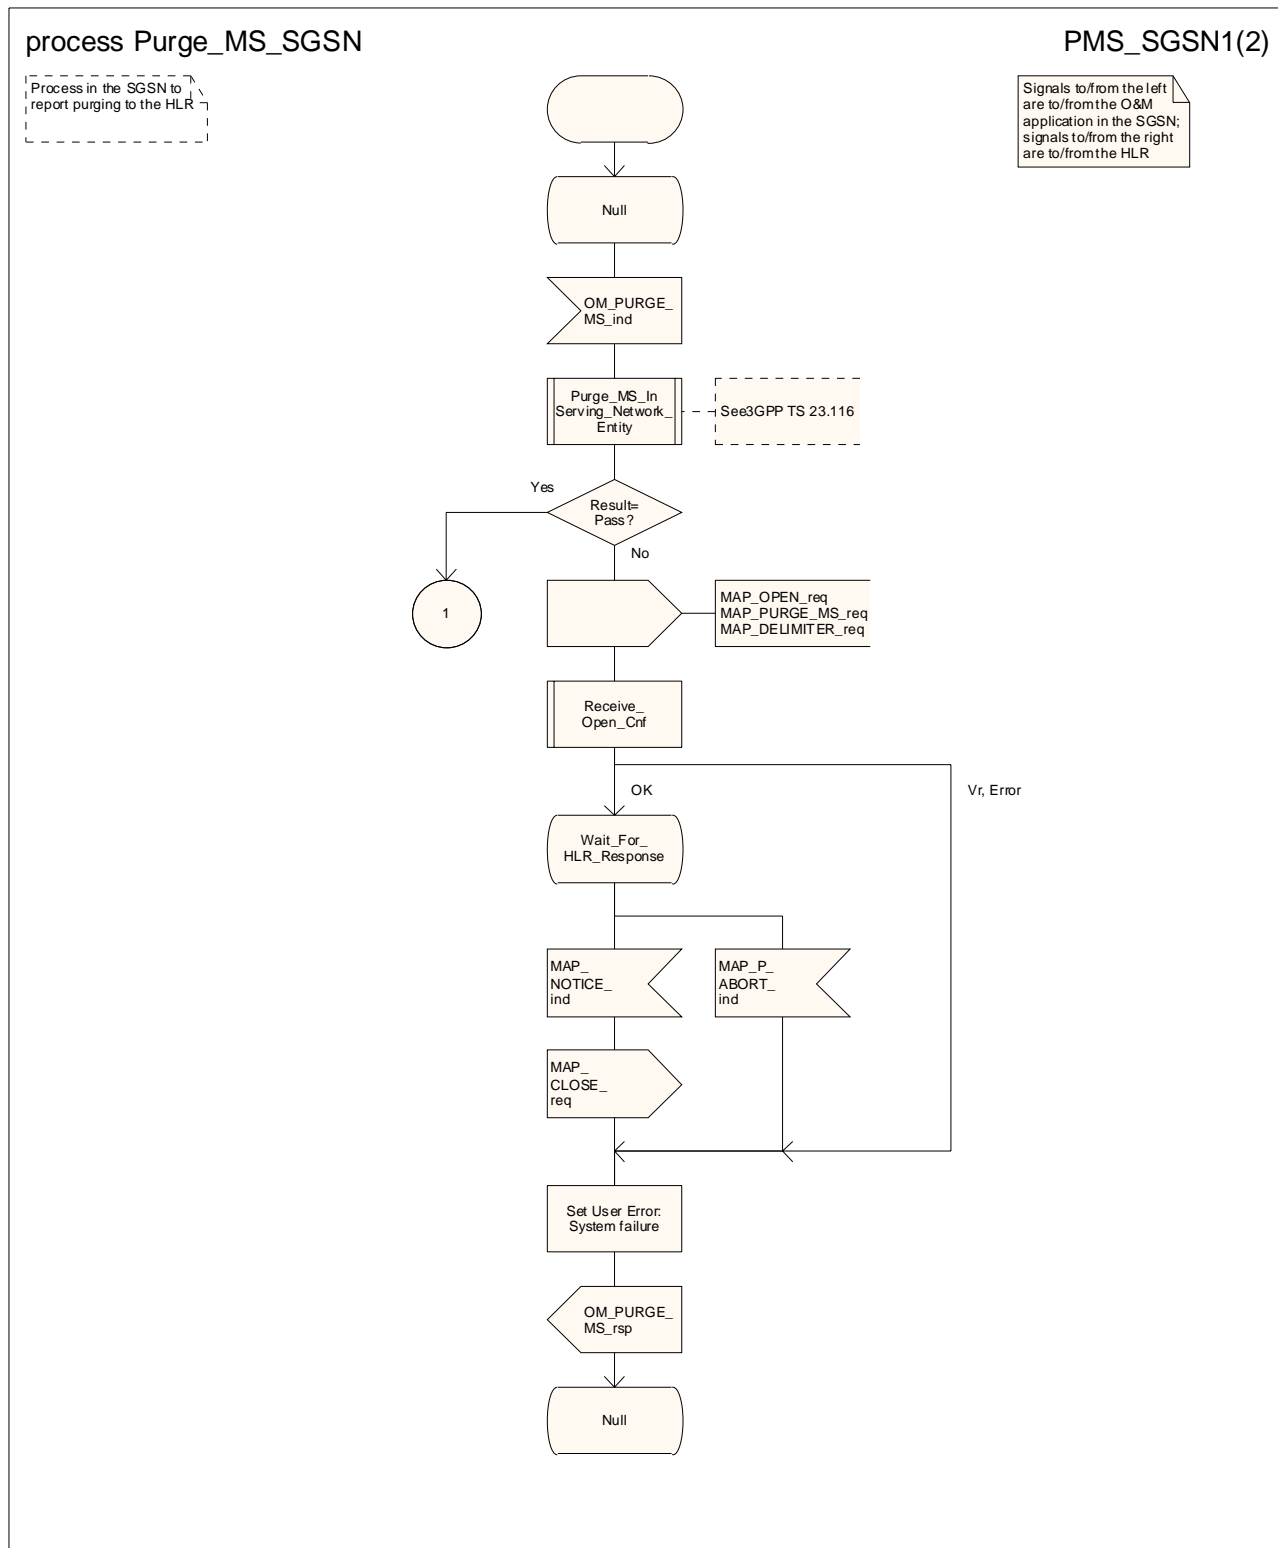 process Purge_MS_SGSN
PMS_SGSN1(2)
Process in the SGSN to
report purging to the HLR
Signals to/from the left
are to/from the O&M
application in the SGSN;
signals to/from the right
are to/from the HLR
Null
OM_PURGE_
MS_ind
Purge_MS_In
Serving_Network_
Entity
See3GPP TS 23.116
Yes
Result=
Pass?
No
1
MAP_OPEN_req
MAP_PURGE_MS_req
MAP_DELIMITER_req
Receive_
Open_Cnf
OK
Vr, Error
Wait_For_
HLR_Response
MAP_
NOTICE_
ind
MAP_P_
ABORT_
ind
MAP_
CLOSE_
req
Set User Error:
System failure
OM_PURGE_
MS_rsp
Null